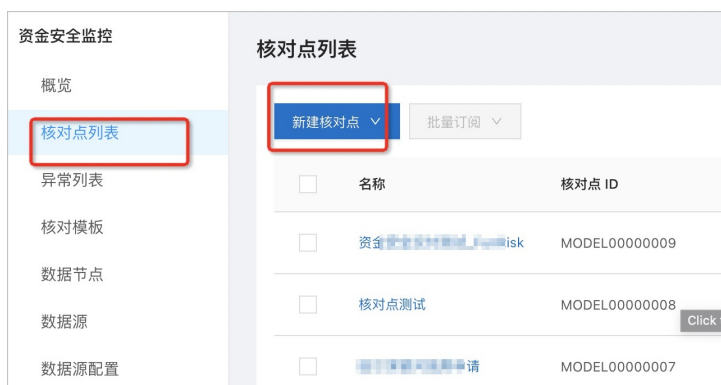 资金安全监控
概览
核对点列表
异常列表
核对模板
数据节点
数据源
数据源配置
核对点列表
新建核对点
批量订阅
名称
核对点 ID
资金 isk
MODEL00000009
核对点测试
MODEL00000008
Click
请
MODEL00000007